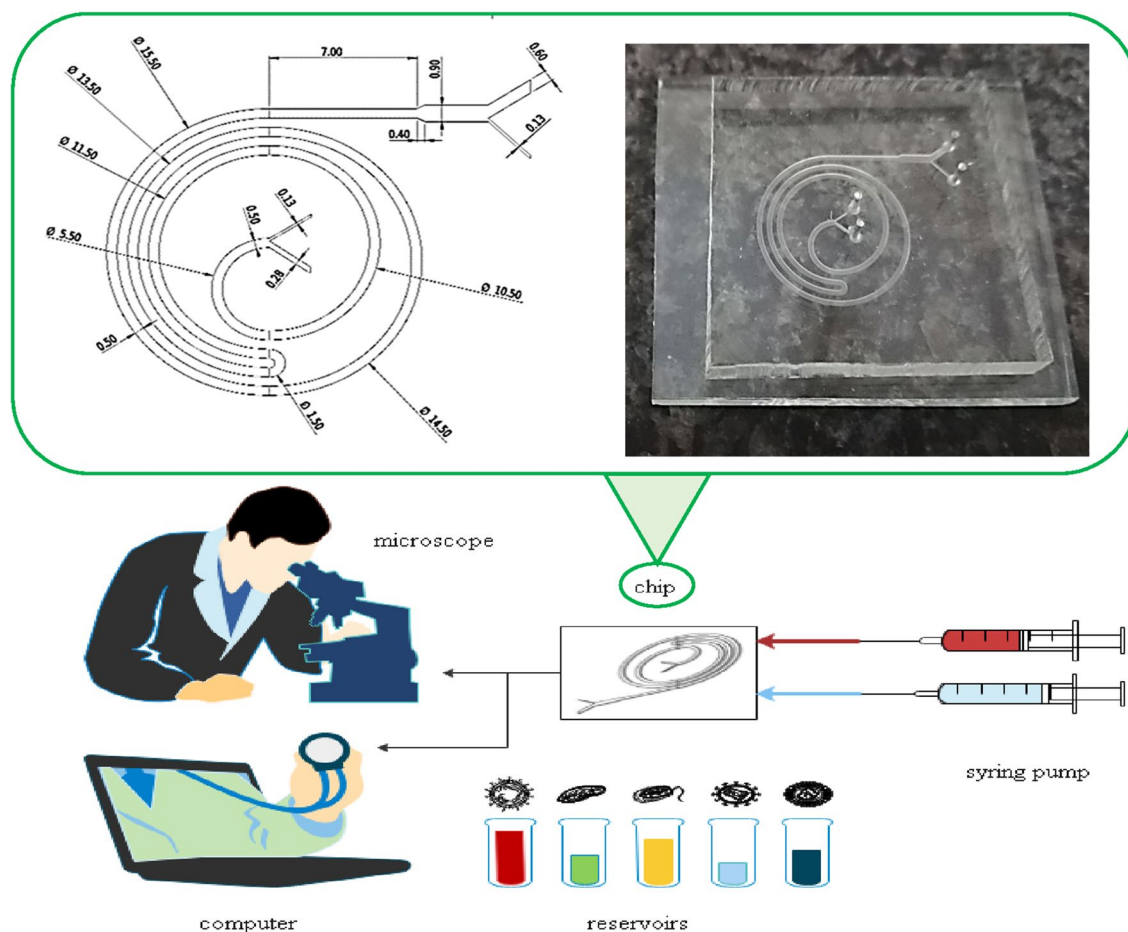 Ø 15.50
7.00
0.60
Ø 13.50
0.90
Ø 11.50
0.40
0.13
0.13
0.50
Ø 5.50
0.28
Ø 10.50
0.50
Ø 1.50
Ø 14.50
microscope
chip
syring pump
computer
reservoirs